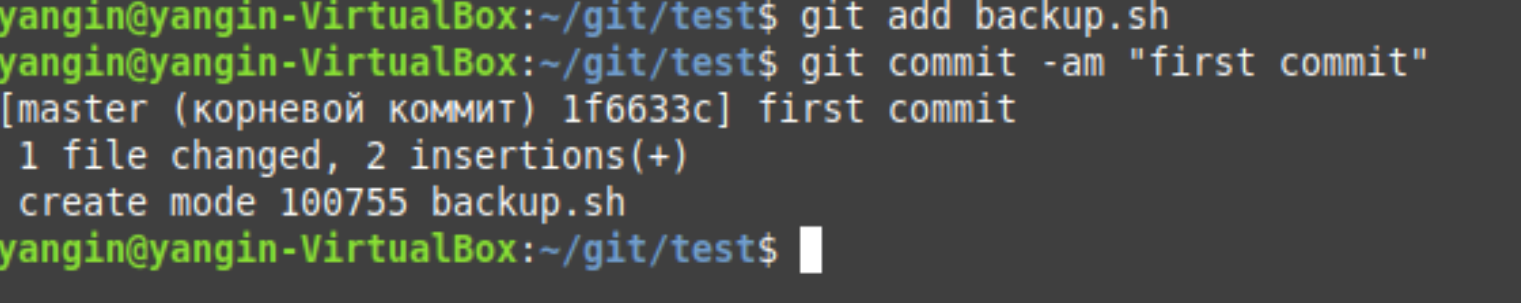 yangin@yangin-VirtualBox:~/git/test$ git add backup.sh
yangin@yangin-VirtualBox:~/git/test$ git commit -am "first commit"
[master (корневой коммит) 1f6633c] first commit
 1 file changed, 2 insertions(+)
 create mode 100755 backup.sh
yangin@yangin-VirtualBox:~/git/test$